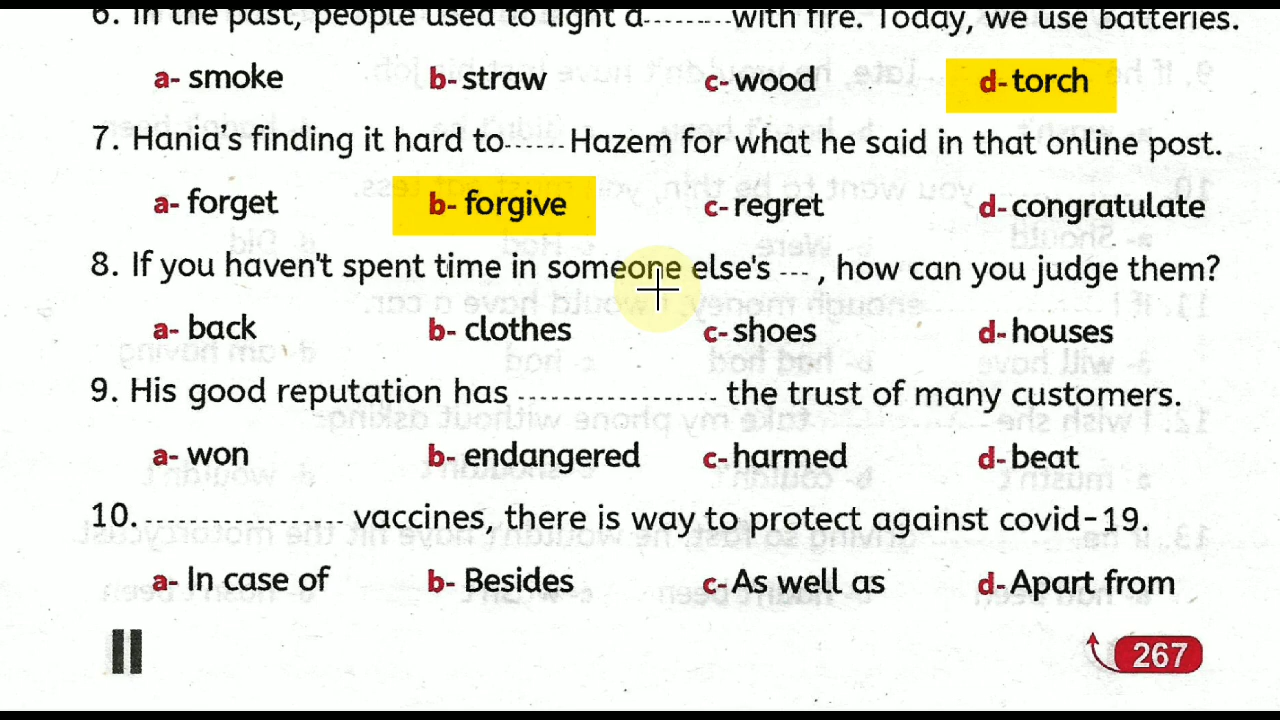 6. In the past, people used to light a........with fire. Today, we use batteries.
a- smoke b- straw c- wood d- torch
7. Hania's finding it hard to...... Hazem for what he said in that online post.
a- forget b- forgive c- regret d- congratulate
8. If you haven't spent time in someone else's --- , how can you judge them?
a- back b- clothes c- shoes d- houses
9. His good reputation has ------------------ the trust of many customers.
a- won b- endangered c- harmed d- beat
10. ------------------ vaccines, there is way to protect against covid-19.
a- In case of b- Besides c- As well as d- Apart from
267